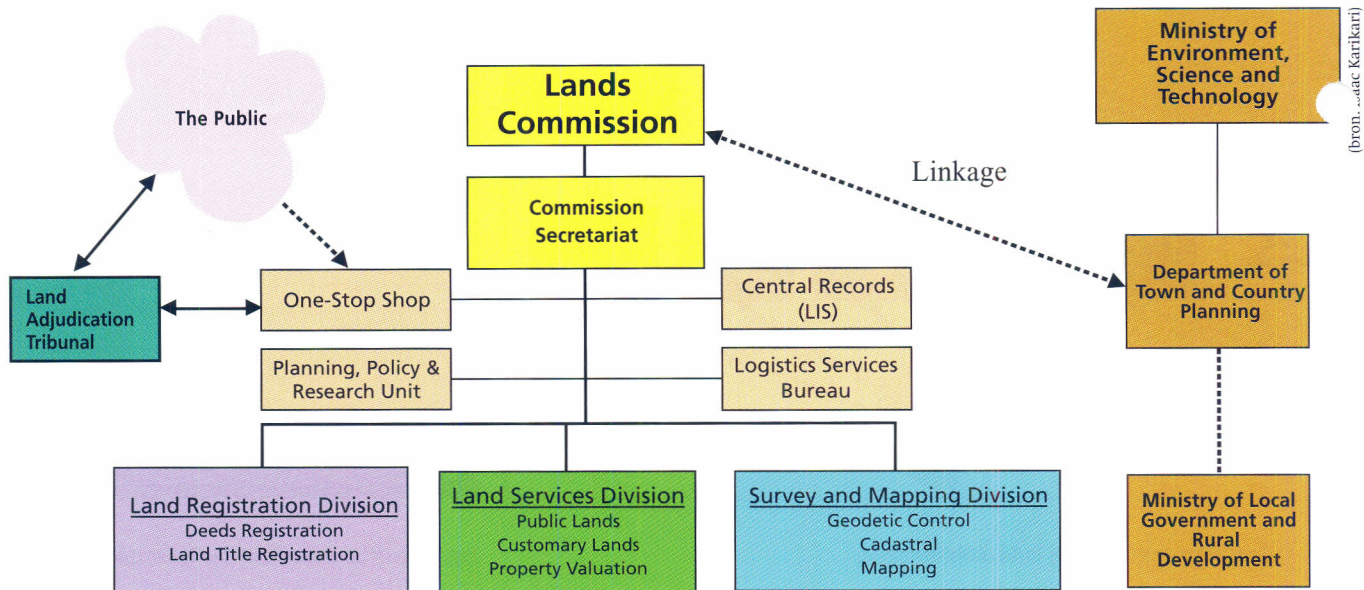 The Public
Lands
Commission
Commission
Secretariat
Linkage
Ministry of
Environment,
Science and
Technology
(bron: Isaac Karikari)
Land
Adjudication
Tribunal
One-Stop Shop
Central Records
(LIS)
Department of
Town and Country
Planning
Planning, Policy &
Research Unit
Logistics Services
Bureau
Land Registration Division
Deeds Registration
Land Title Registration
Land Services Division
Public Lands
Customary Lands
Property Valuation
Survey and Mapping Division
Geodetic Control
Cadastral
Mapping
Ministry of Local
Government and
Rural
Development